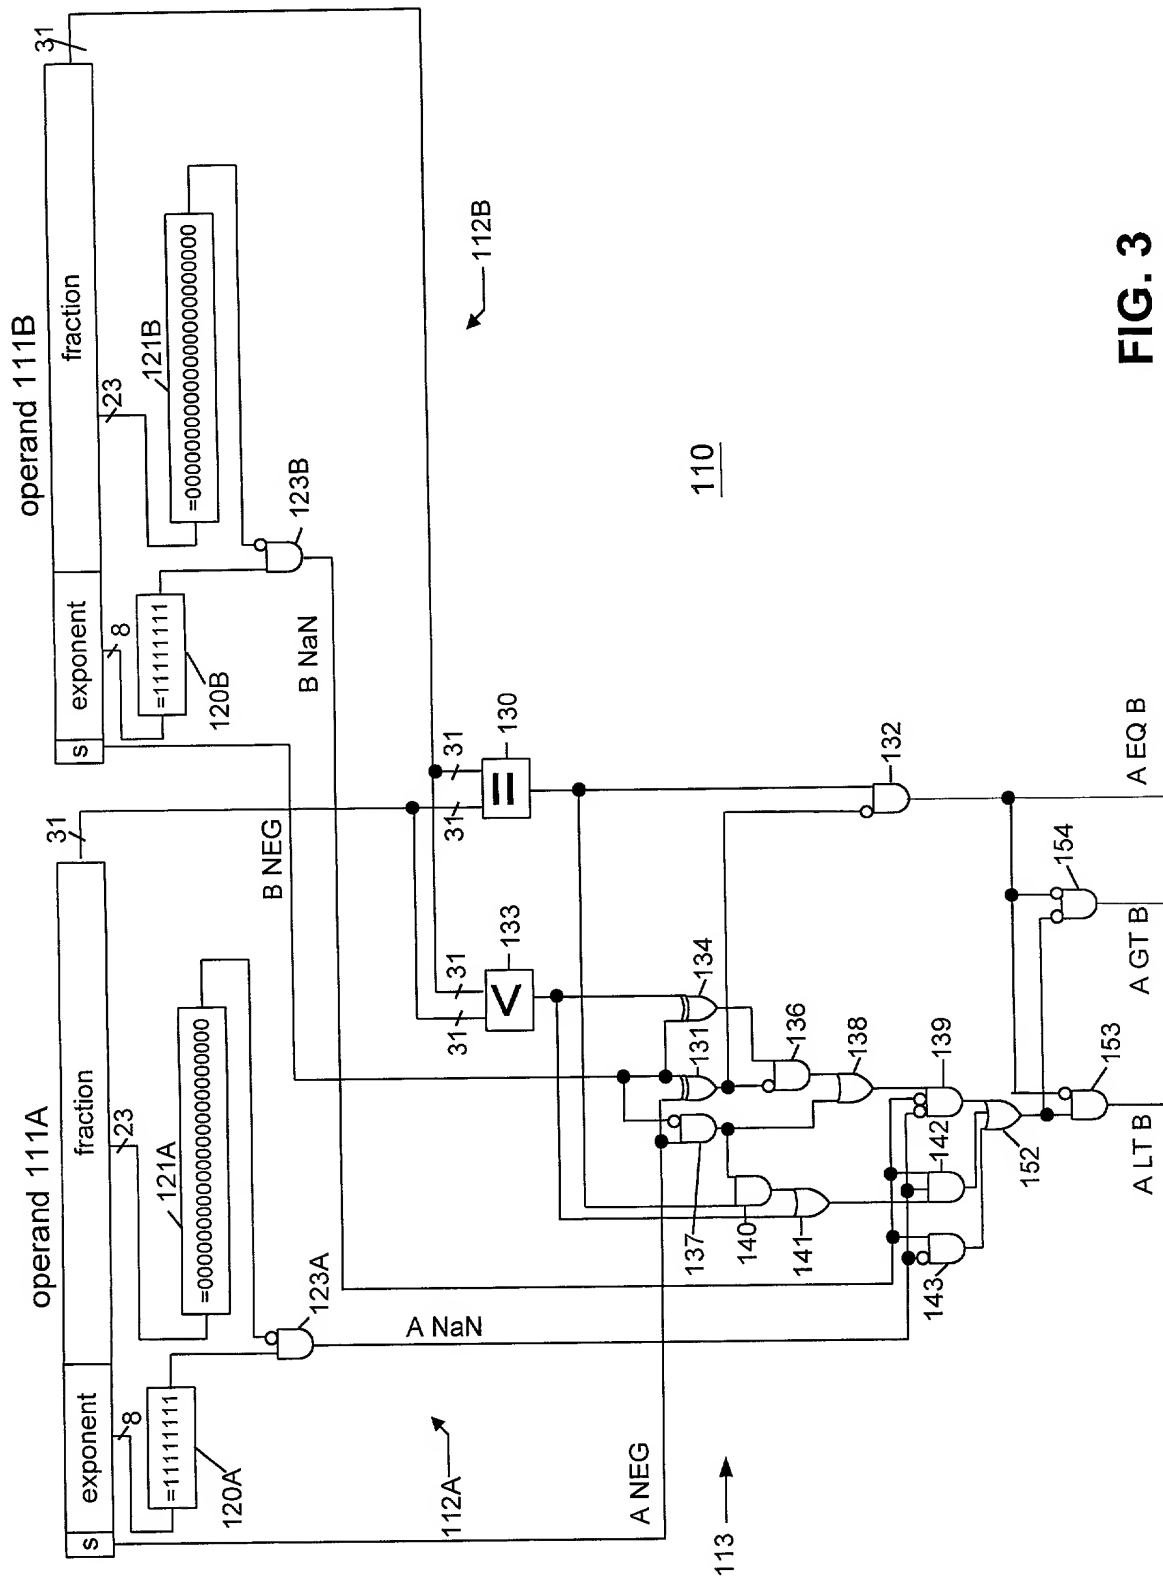 operand 111A
operand 111B
s
exponent
fraction
31
s
exponent
fraction
31
8
23
8
23
=11111111
120A
121A
=00000000000000000000000
=11111111
120B
121B
=00000000000000000000000
123A
123B
B NEG
B NaN
A NaN
112A
112B
31
31
<
133
31
31
=
130
110
A NEG
113
134
131
137
136
138
132
140
141
139
142
143
152
153
154
A LT B
A GT B
A EQ B
FIG. 3